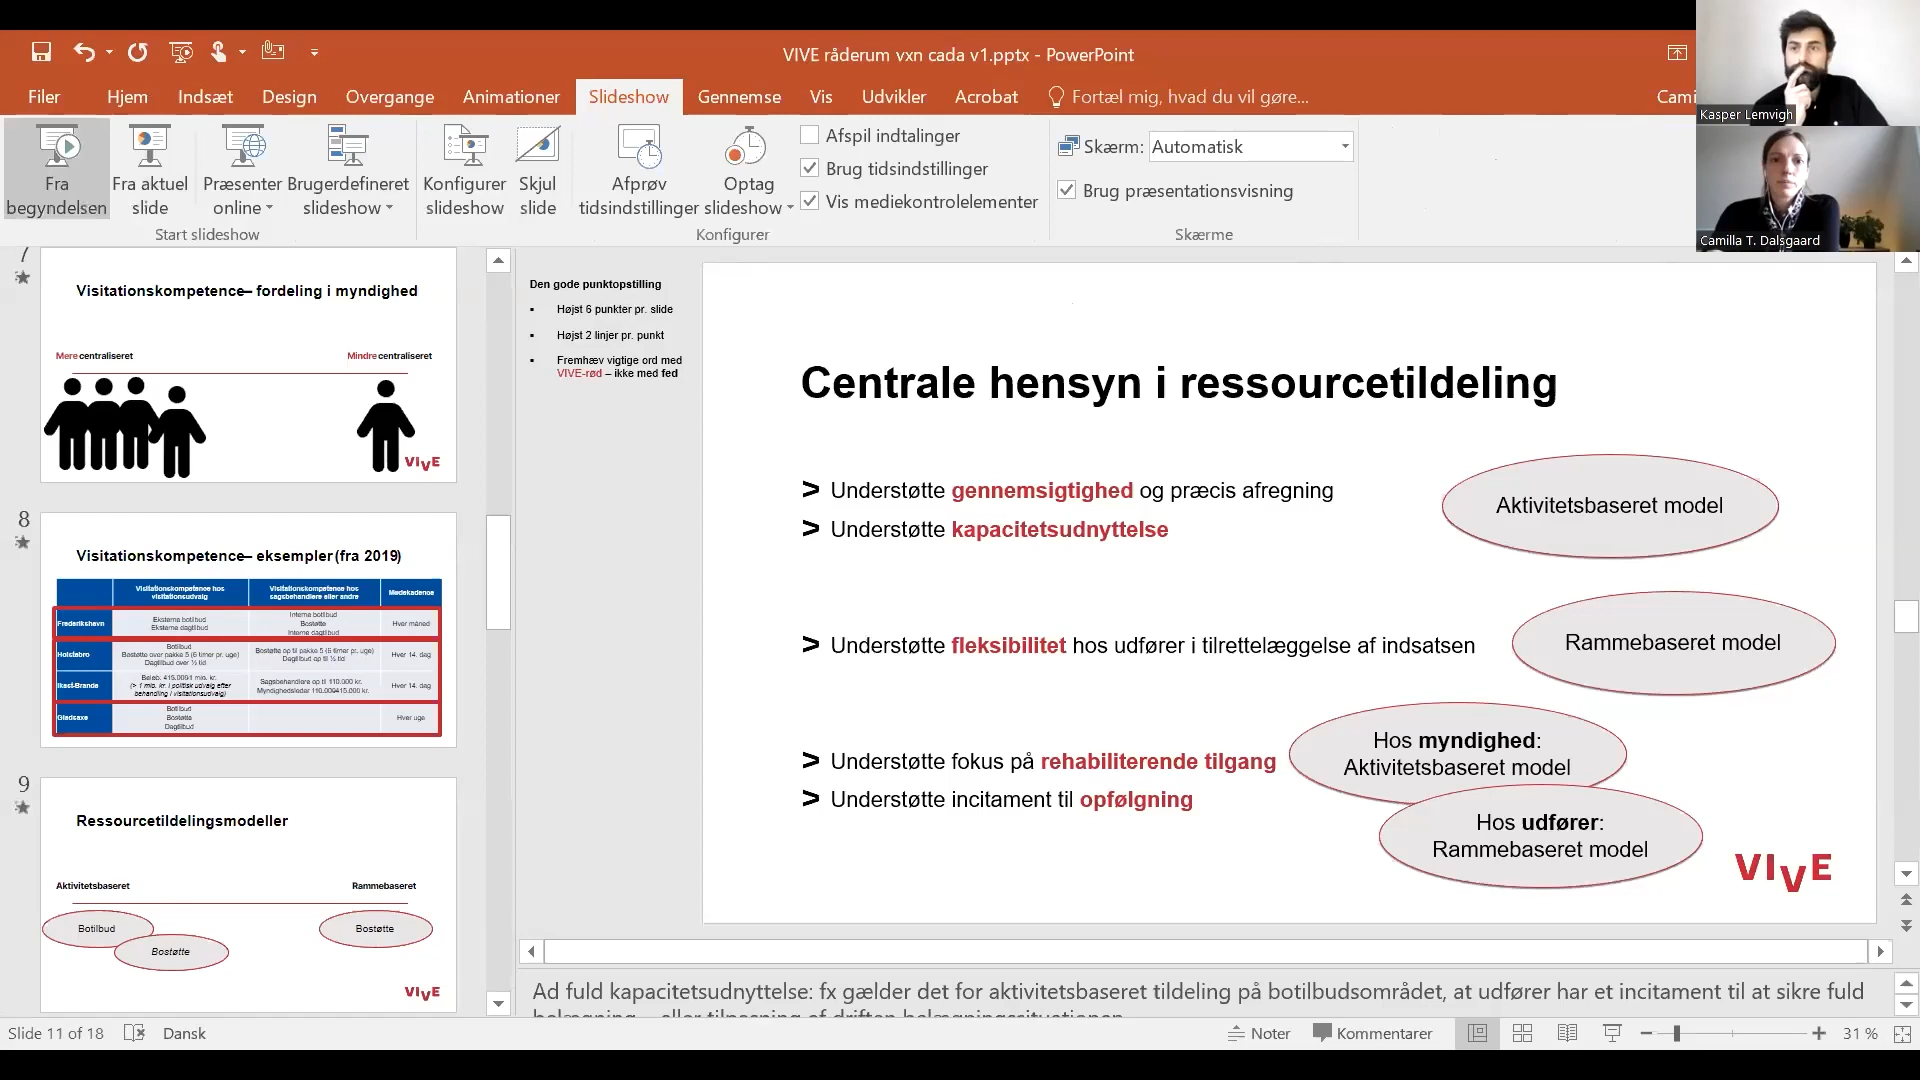 VIVE råderum vxn cada v1.pptx - PowerPoint
Filer Hjem Indsæt Design Overgange Animationer Slideshow Gennemse Vis Udvikler Acrobat Fortæl mig, hvad du vil gøre... Cami
Kasper Lemvigh
Camilla T. Dalsgaard
Fra begyndelsen
Fra aktuel slide
Præsenter online
Brugerdefineret slideshow
Start slideshow
Konfigurer slideshow
Skjul slide
Afprøv tidsindstillinger
Optag slideshow
Afspil indtalinger
Brug tidsindstillinger
Vis mediekontrolelementer
Konfigurer
Skærm: Automatisk
Brug præsentationsvisning
Skærme
7
Visitationskompetence– fordeling i myndighed
Mere centraliseret
Mindre centraliseret
VIVE
8
Visitationskompetence– eksempler (fra 2019)
Visitationskompetence hos visitationsudvalg
Visitationskompetence hos sagsbehandlere eller andre
Mødekadence
Frederikshavn
Eksterne botilbud
Eksterne dagtilbud
Interne botilbud
Bostøtte
Interne dagtilbud
Hver måned
Holstebro
Botilbud
Bostøtte over pakke 5 (6 timer pr. uge)
Dagtilbud over ½ tid
Bostøtte op til pakke 5 (6 timer pr. uge)
Dagtilbud op til ½ tid
Hver 14. dag
Ikast-Brande
(> 1 mio. kr. i politisk udvalg efter
behandling i visitationsudvalg)
Sagsbehandlere op til 110.000 kr.
Hver 14. dag
Gladsaxe
Botilbud
Bostøtte
Dagtilbud
Hver uge
9
Ressourcetildelingsmodeller
Aktivitetsbaseret
Rammebaseret
Botilbud
Bostøtte
Bostøtte
VIVE
Den gode punktopstilling
▪ Højst 6 punkter pr. slide
▪ Højst 2 linjer pr. punkt
▪ Fremhæv vigtige ord med
VIVE-rød – ikke med fed
Centrale hensyn i ressourcetildeling
> Understøtte gennemsigtighed og præcis afregning
> Understøtte kapacitetsudnyttelse
Aktivitetsbaseret model
> Understøtte fleksibilitet hos udfører i tilrettelæggelse af indsatsen
Rammebaseret model
> Understøtte fokus på rehabiliterende tilgang
> Understøtte incitament til opfølgning
Hos myndighed:
Aktivitetsbaseret model
Hos udfører:
Rammebaseret model
VIVE
Ad fuld kapacitetsudnyttelse: fx gælder det for aktivitetsbaseret tildeling på botilbudsområdet, at udfører har et incitament til at sikre fuld
Slide 11 of 18 Dansk Noter Kommentarer 31 %